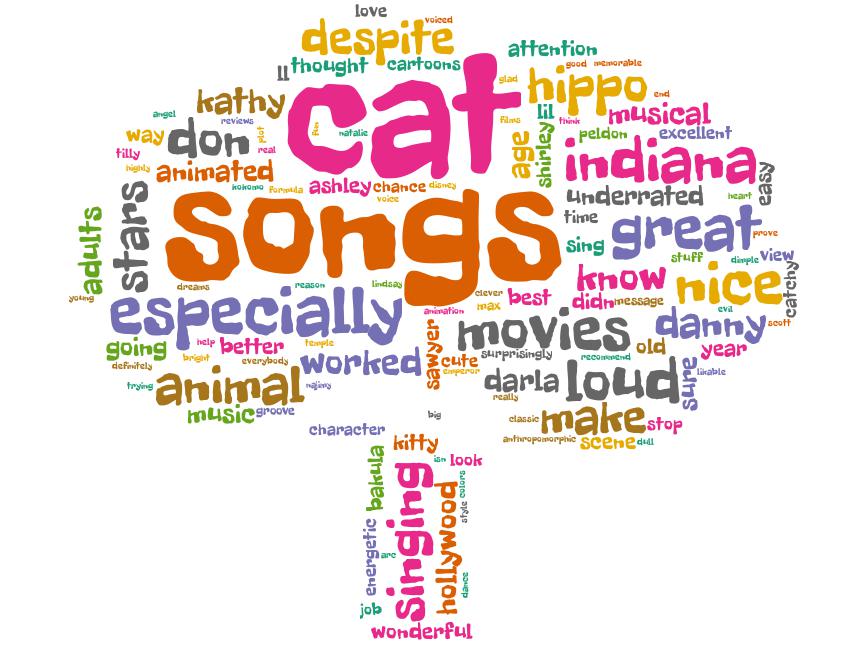 love
voiced
despite
attention
ll
thought
cartoons
good
memorable
glad
cat
hippo
end
kathy
angel
reviews
films
lil
think
musical
way
don
plot
fun
natalie
age
shirley
peldon
excellent
tilly
real
animated
highly
kokomo
formula
ashley
chance
disney
voice
indiana
easy
heart
underrated
stars
songs
time
great
prove
adults
sing
stuff
dimple
view
young
dreams
reason
lindsay
clever
best
know
nice
catchy
didn
message
max
evil
especially
animation
movies
danny
scott
going
help
better
temple
sawyer
surprisingly
recommend
old
year
definitely
bright
everybody
worked
cute
emperor
darla
loud
sure
likable
trying
animal
najimy
really
music
groove
big
classic
make
stop
character
anthropomorphic
scene
dull
kitty
bakula
isn
look
singing
hollywood
colors
style
energetic
arc
dance
job
wonderful